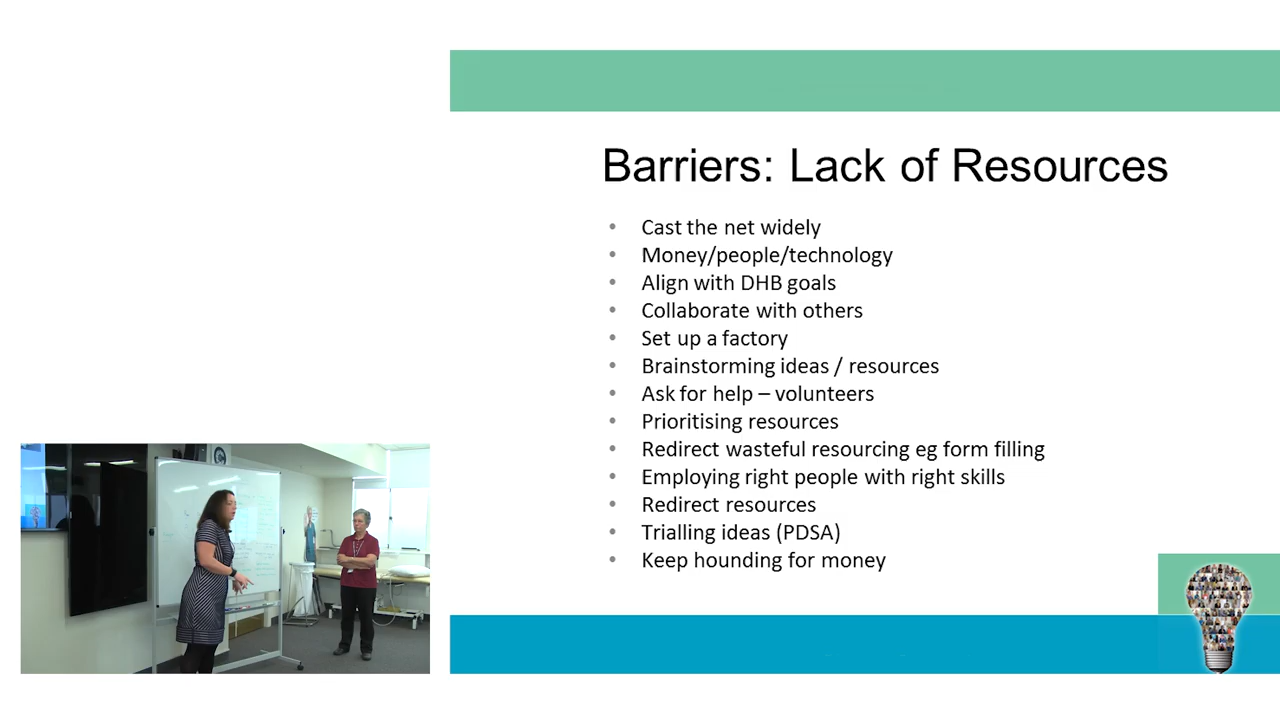 Barriers: Lack of Resources
• Cast the net widely
• Money/people/technology
• Align with DHB goals
• Collaborate with others
• Set up a factory
• Brainstorming ideas / resources
• Ask for help – volunteers
• Prioritising resources
• Redirect wasteful resourcing eg form filling
• Employing right people with right skills
• Redirect resources
• Trialling ideas (PDSA)
• Keep hounding for money